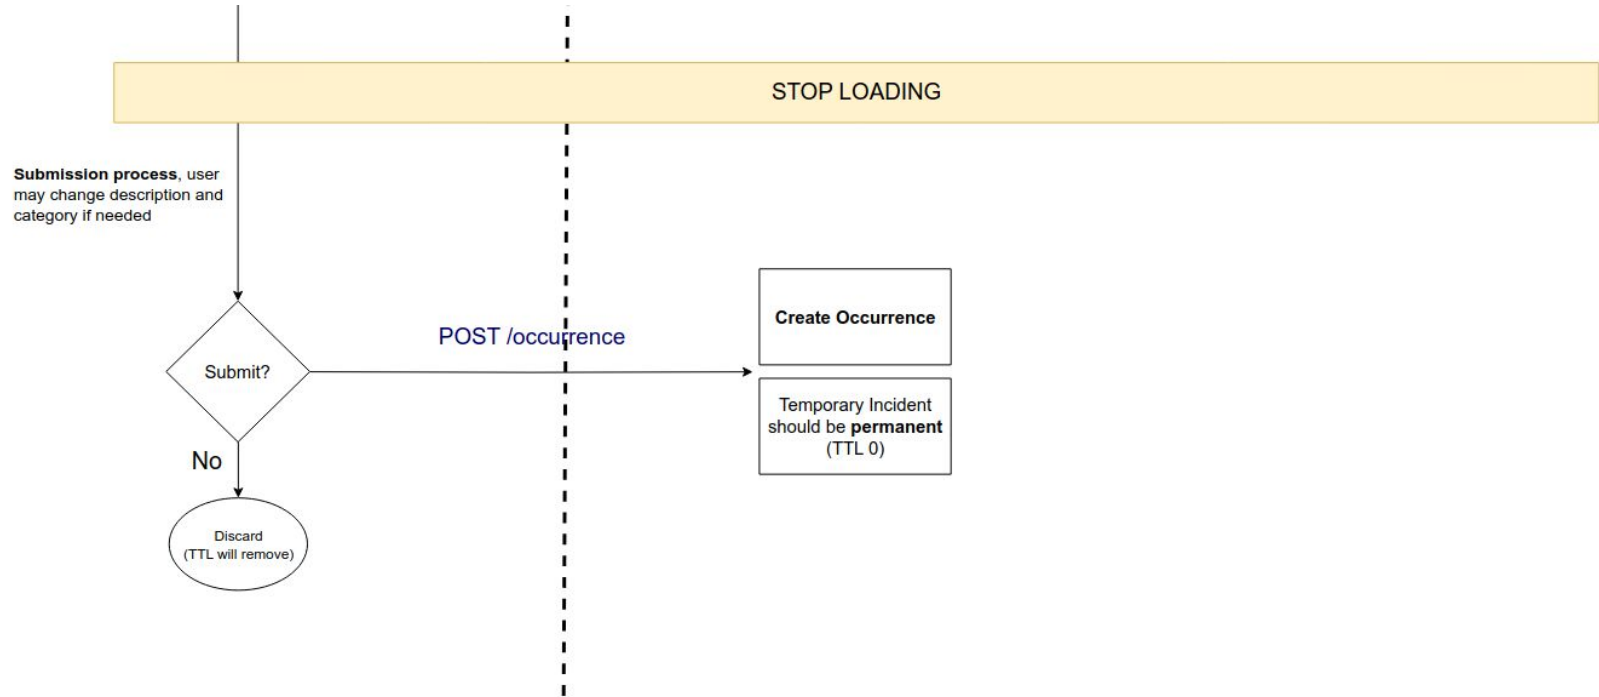 STOP LOADING
Submission process, user
may change description and
category if needed
POST /occurrence
Create Occurrence
Submit?
Temporary Incident
should be permanent
(TTL 0)
No
Discard
(TTL will remove)